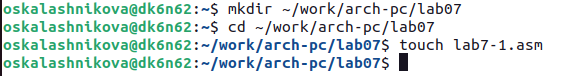 oskalashnikova@dk6n62:~$ mkdir ~/work/arch-pc/lab07
oskalashnikova@dk6n62:~$ cd ~/work/arch-pc/lab07
oskalashnikova@dk6n62:~/work/arch-pc/lab07$ touch lab7-1.asm
oskalashnikova@dk6n62:~/work/arch-pc/lab07$